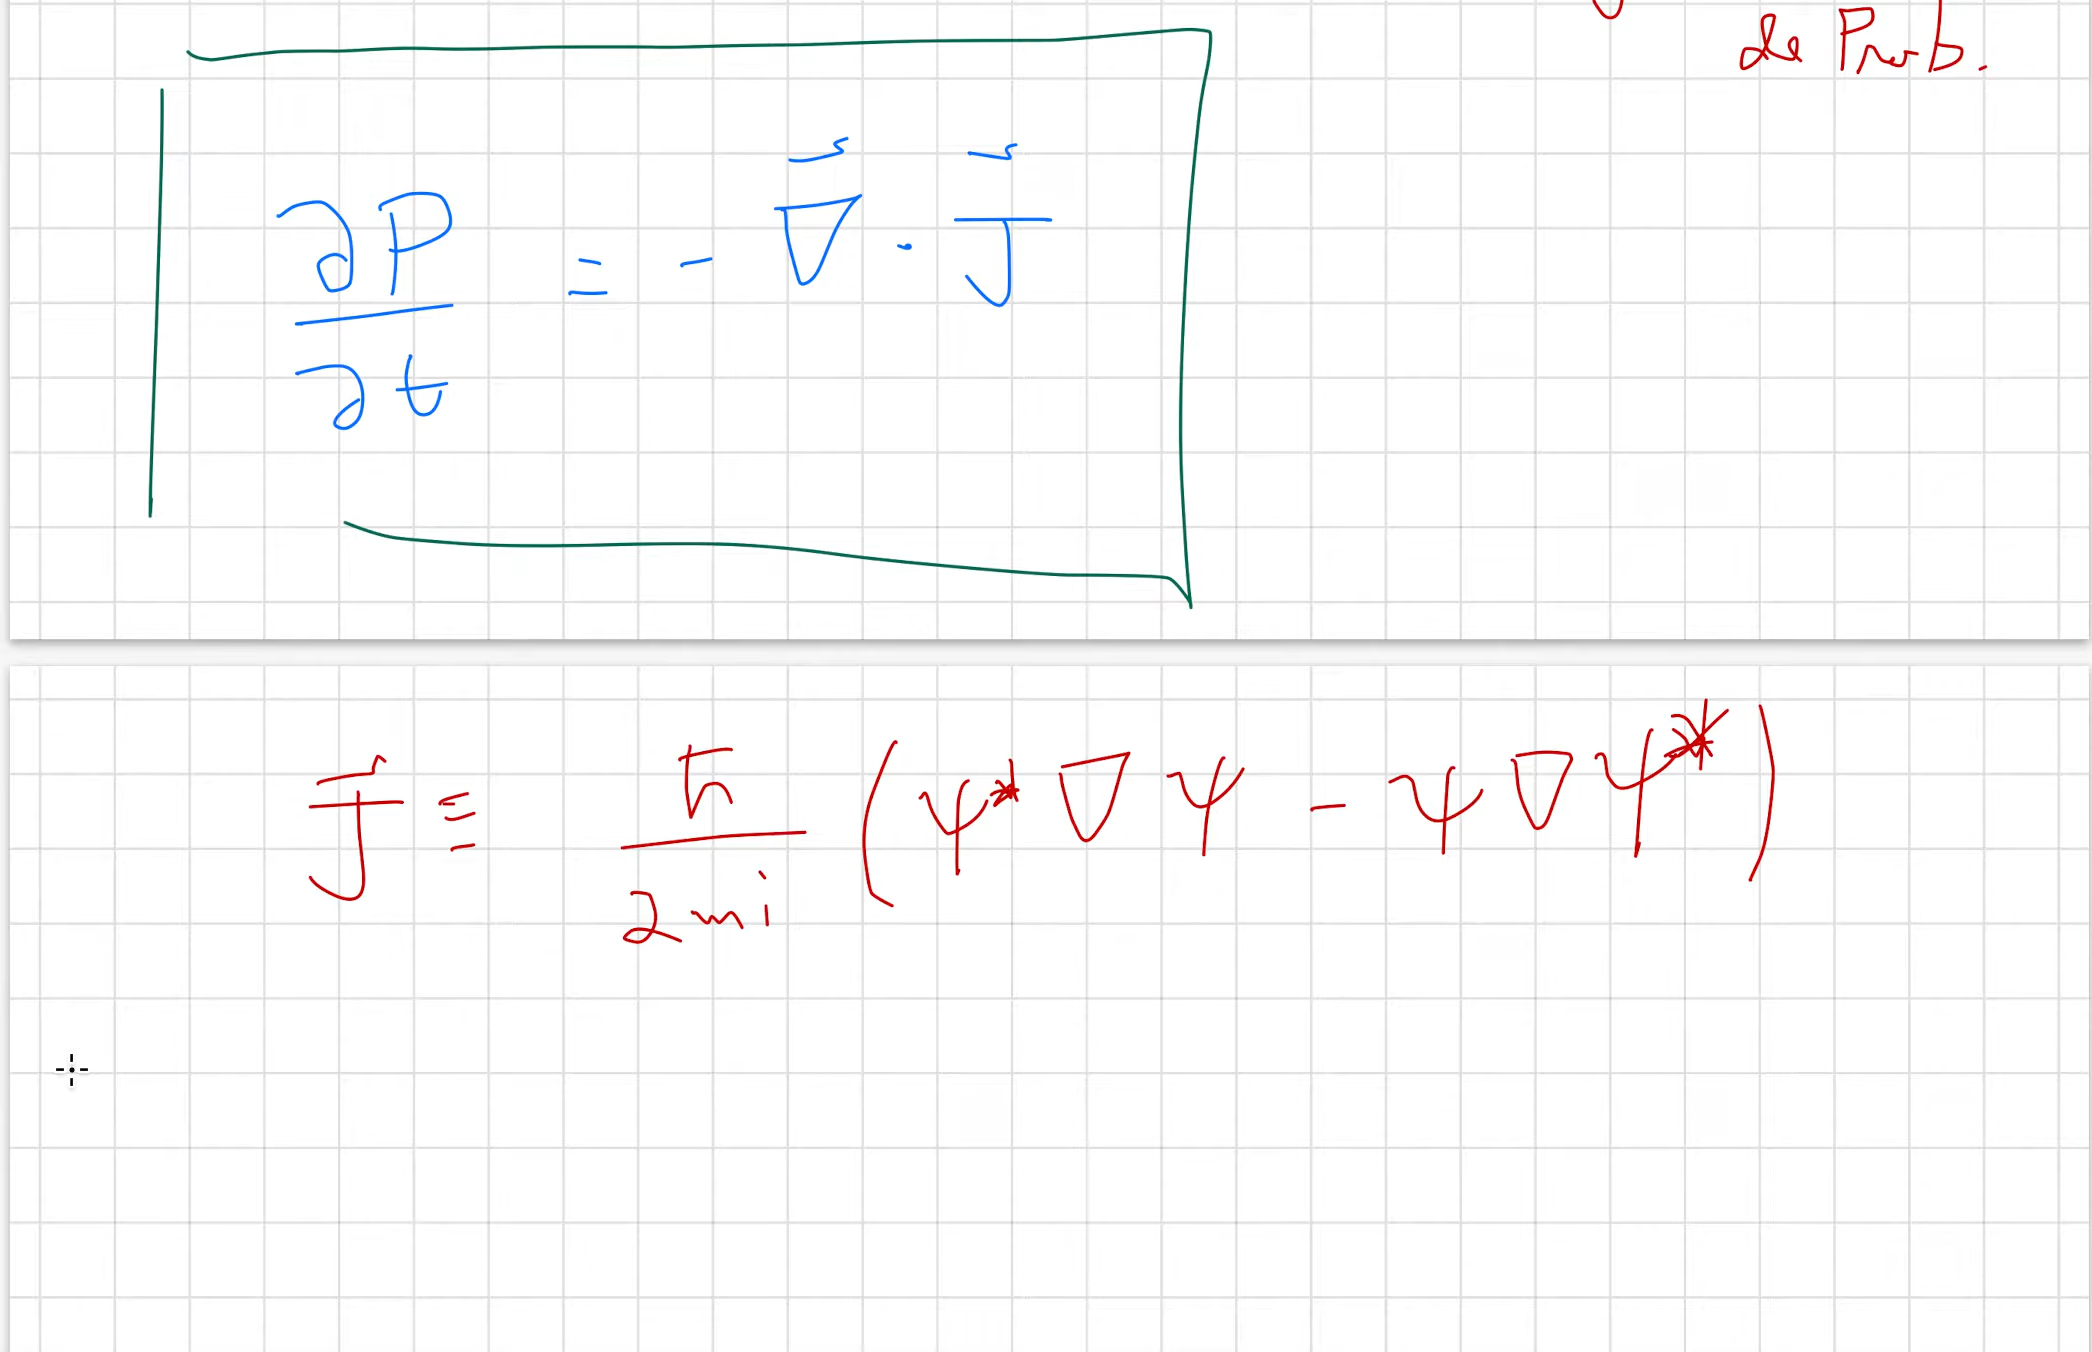 de Prob.
∂P/∂t = - ∇⃗ · J⃗
J⃗ ≡ ℏ/2mi (ψ* ∇ ψ - ψ ∇ ψ*)